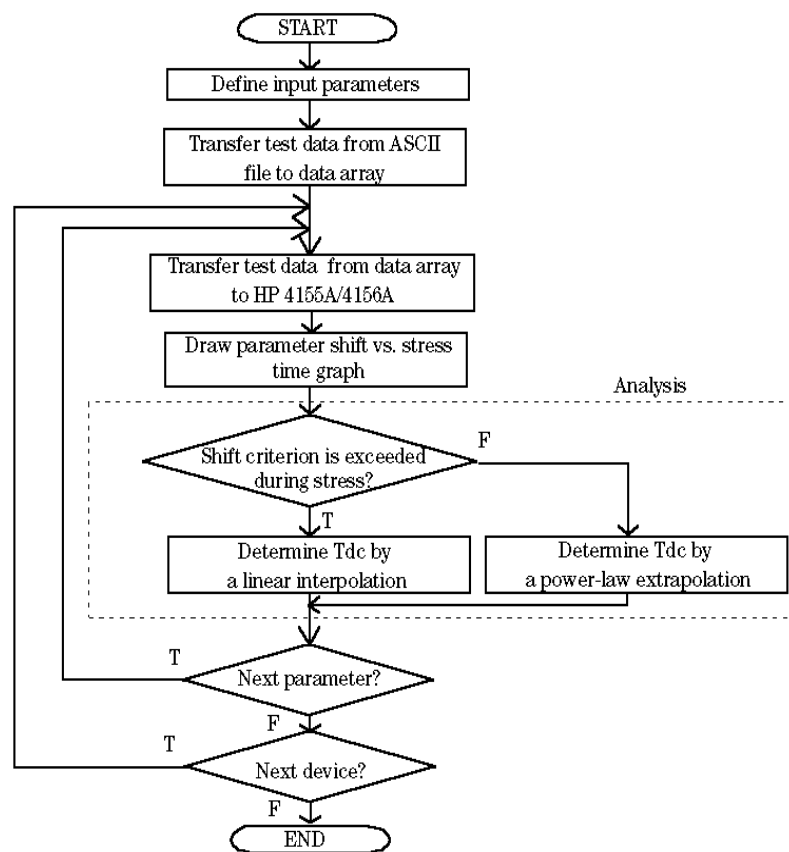 START
Define input parameters
Transfer test data from ASCII
file to data array
Transfer test data from data array
to HP 4155A/4156A
Draw parameter shift vs. stress
time graph
Analysis
Shift criterion is exceeded
during stress?
F
T
Determine Tdc by
a linear interpolation
Determine Tdc by
a power-law extrapolation
T
Next parameter?
F
T
Next device?
F
END